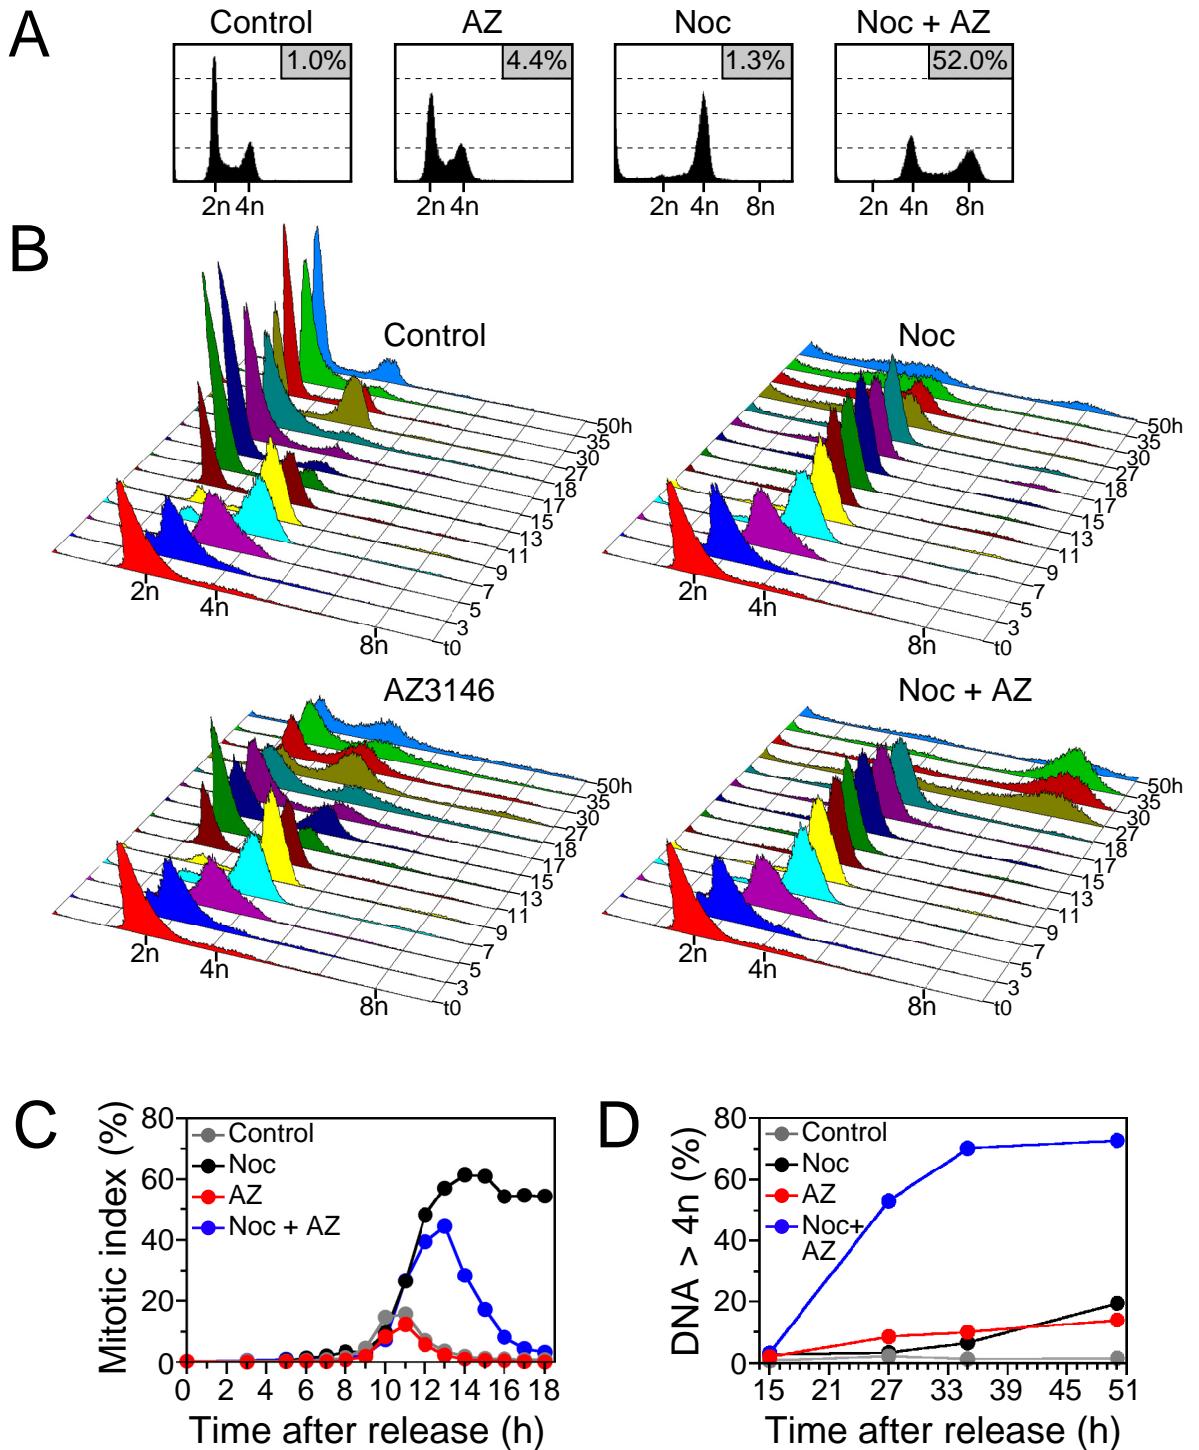 A
Control
AZ
Noc
Noc + AZ
1.0%
4.4%
1.3%
52.0%
2n 4n
2n 4n
2n 4n 8n
2n 4n 8n
B
Control
50h
35
30
27
18
17
15
13
11
9
7
5
3
t0
2n
4n
8n
Noc
50h
35
30
27
18
17
15
13
11
9
7
5
3
t0
2n
4n
8n
AZ3146
50h
35
30
27
18
17
15
13
11
9
7
5
3
t0
2n
4n
8n
Noc + AZ
50h
35
30
27
18
17
15
13
11
9
7
5
3
t0
2n
4n
8n
C
Mitotic index (%)
80
60
40
20
0
Control
Noc
AZ
Noc + AZ
0 2 4 6 8 10 12 14 16 18
Time after release (h)
D
DNA > 4n (%)
80
60
40
20
0
Control
Noc
AZ
Noc+
AZ
15 21 27 33 39 45 51
Time after release (h)